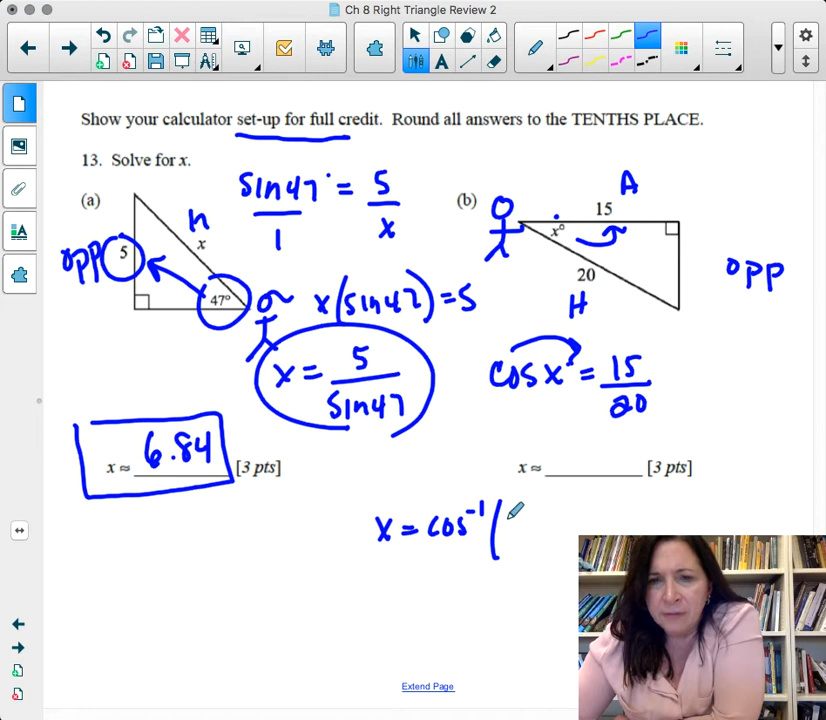 Ch 8 Right Triangle Review 2
Show your calculator set-up for full credit. Round all answers to the TENTHS PLACE.
13. Solve for x.
(a)
sin47° = 5
1 x
H
x
opp 5
47°
x(sin47) = 5
x = 5
sin47
x ≈ 6.84 [3 pts]
(b)
A
15
x°
20
H
opp
cosx° = 15
20
x ≈ ____________ [3 pts]
x = cos⁻¹(
Extend Page